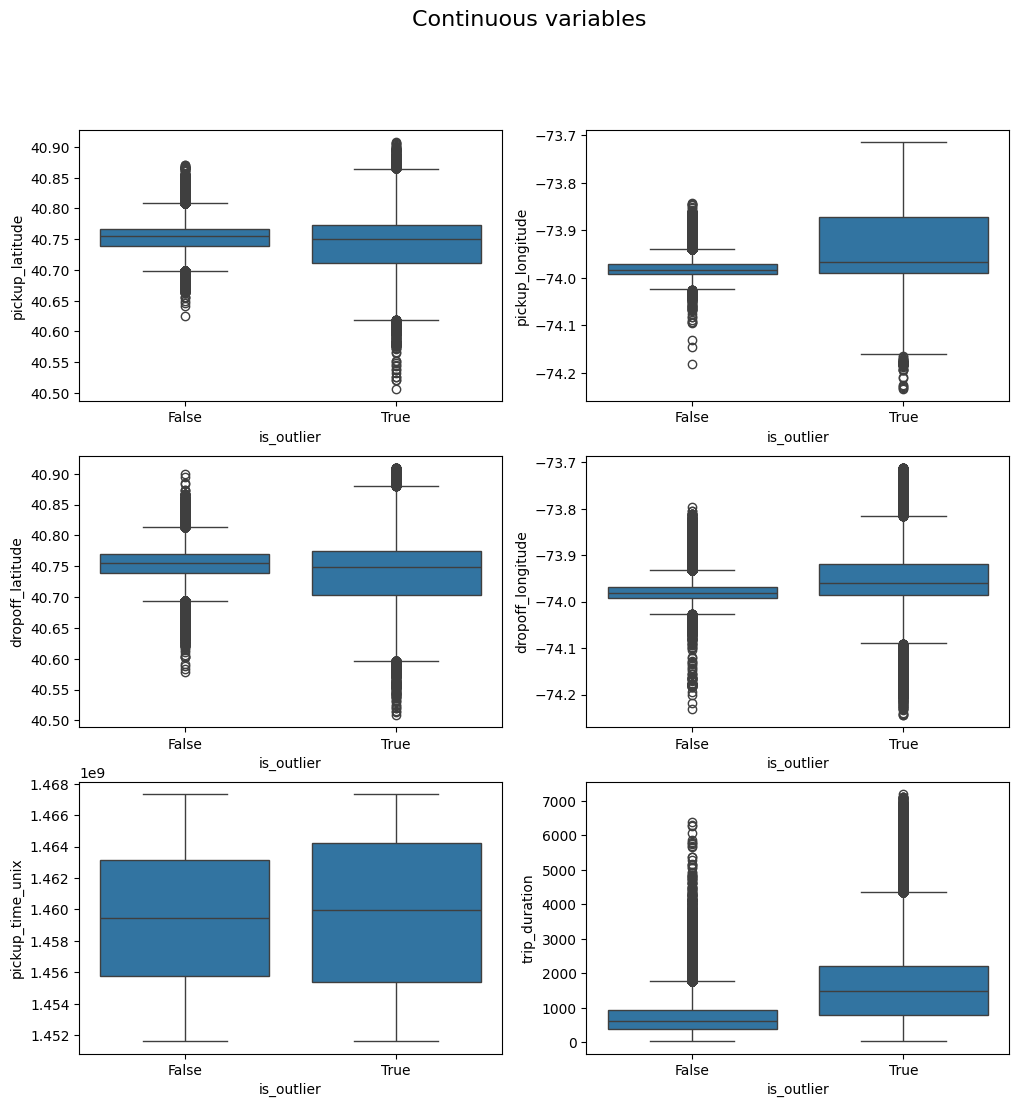 Continuous variables
40.90
40.85
40.80
40.75
40.70
40.65
40.60
40.55
40.50
pickup_latitude
False
True
is_outlier
−73.7
−73.8
−73.9
−74.0
−74.1
−74.2
pickup_longitude
False
True
is_outlier
40.90
40.85
40.80
40.75
40.70
40.65
40.60
40.55
40.50
dropoff_latitude
False
True
is_outlier
−73.7
−73.8
−73.9
−74.0
−74.1
−74.2
dropoff_longitude
False
True
is_outlier
1e9
1.468
1.466
1.464
1.462
1.460
1.458
1.456
1.454
1.452
pickup_time_unix
False
True
is_outlier
7000
6000
5000
4000
3000
2000
1000
0
trip_duration
False
True
is_outlier